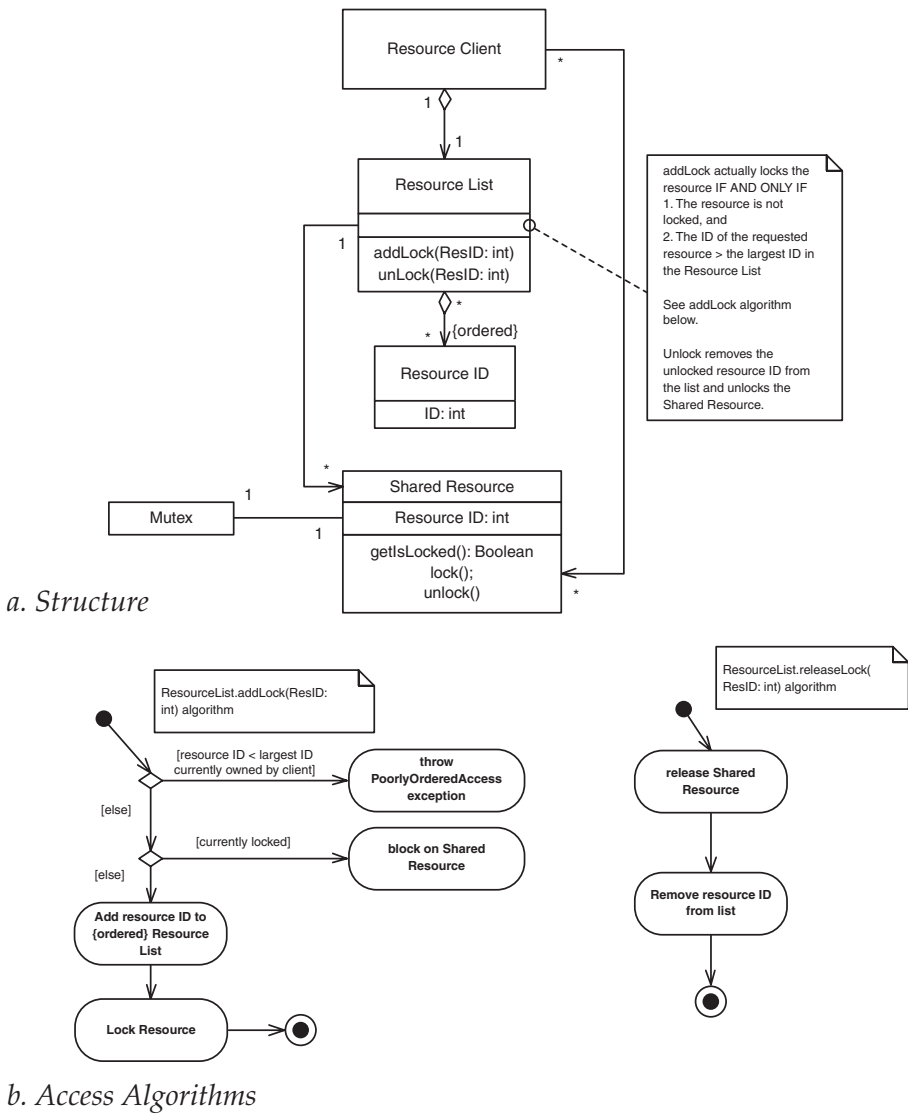 Resource Client
*
1
1
Resource List
1
addLock(ResID: int)
unLock(ResID: int)
*
* {ordered}
Resource ID
ID: int
addLock actually locks the
resource IF AND ONLY IF
1. The resource is not
locked, and
2. The ID of the requested
resource > the largest ID in
the Resource List
See addLock algorithm
below.
Unlock removes the
unlocked resource ID from
the list and unlocks the
Shared Resource.
*
Shared Resource
1
Mutex
Resource ID: int
1
getIsLocked(): Boolean
lock();
unlock()
*
a. Structure
ResourceList.addLock(ResID:
int) algorithm
[resource ID < largest ID
currently owned by client]
throw
PoorlyOrderedAccess
exception
[else]
[currently locked]
block on Shared
Resource
[else]
Add resource ID to
{ordered} Resource
List
Lock Resource
ResourceList.releaseLock(
ResID: int) algorithm
release Shared
Resource
Remove resource ID
from list
b. Access Algorithms